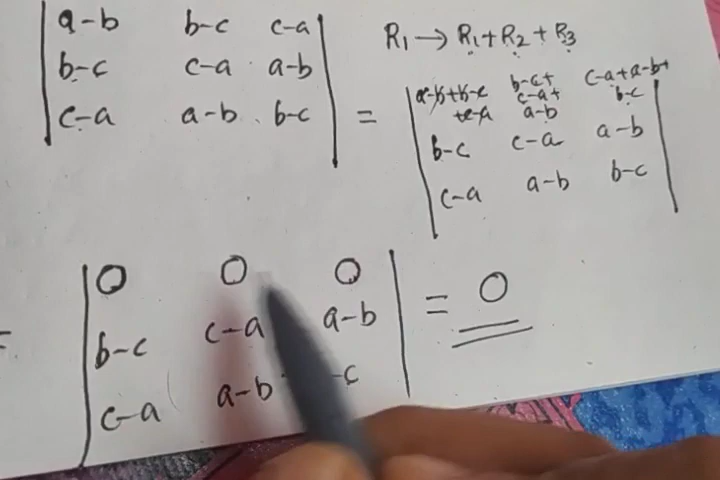 a-b b-c c-a R₁ → R₁+R₂+R₃
b-c c-a a-b
c-a a-b b-c =
a-b+b-c b-c+ c-a+a-b+
+c-a c-a+ b-c
a-b
b-c c-a a-b
c-a a-b b-c
0 0 0
= b-c c-a a-b = 0
c-a a-b -c